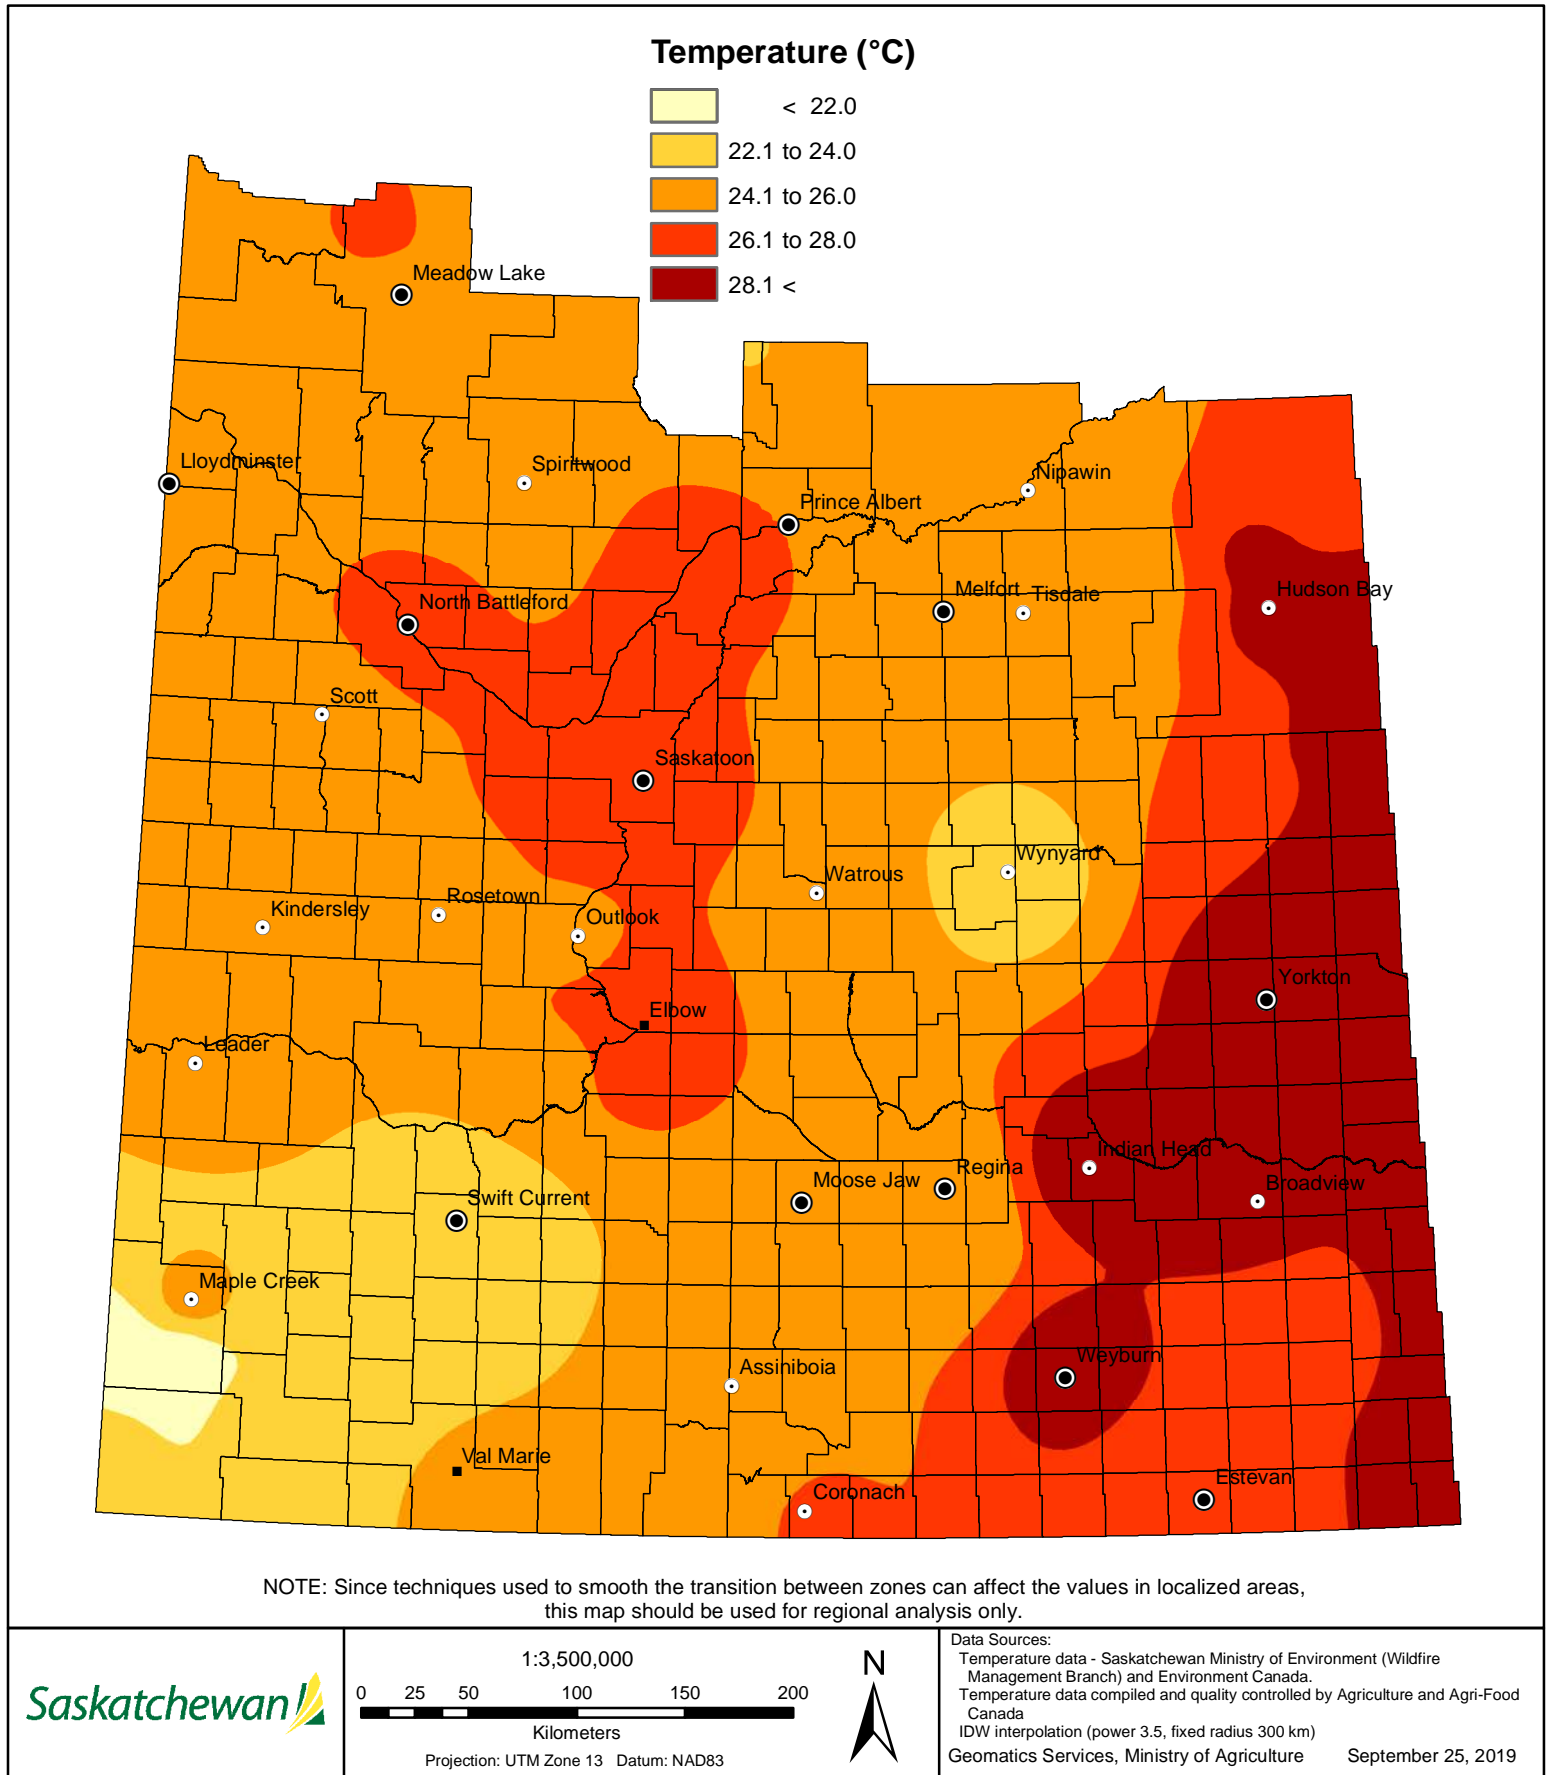 Temperature (°C)
< 22.0
22.1 to 24.0
24.1 to 26.0
26.1 to 28.0
28.1 <
Meadow Lake
Lloydminster
Spiritwood
Nipawin
Prince Albert
North Battleford
Melfort
Tisdale
Hudson Bay
Scott
Saskatoon
Wynyard
Watrous
Rosetown
Kindersley
Outlook
Yorkton
Elbow
Leader
Indian Head
Regina
Moose Jaw
Broadview
Swift Current
Maple Creek
Weyburn
Assiniboia
Val Marie
Estevan
Coronach
NOTE: Since techniques used to smooth the transition between zones can affect the values in localized areas,
this map should be used for regional analysis only.
Saskatchewan
1:3,500,000
0 25 50 100 150 200
Kilometers
Projection: UTM Zone 13 Datum: NAD83
N
Data Sources:
Temperature data - Saskatchewan Ministry of Environment (Wildfire
Management Branch) and Environment Canada.
Temperature data compiled and quality controlled by Agriculture and Agri-Food
Canada
IDW interpolation (power 3.5, fixed radius 300 km)
Geomatics Services, Ministry of Agriculture September 25, 2019